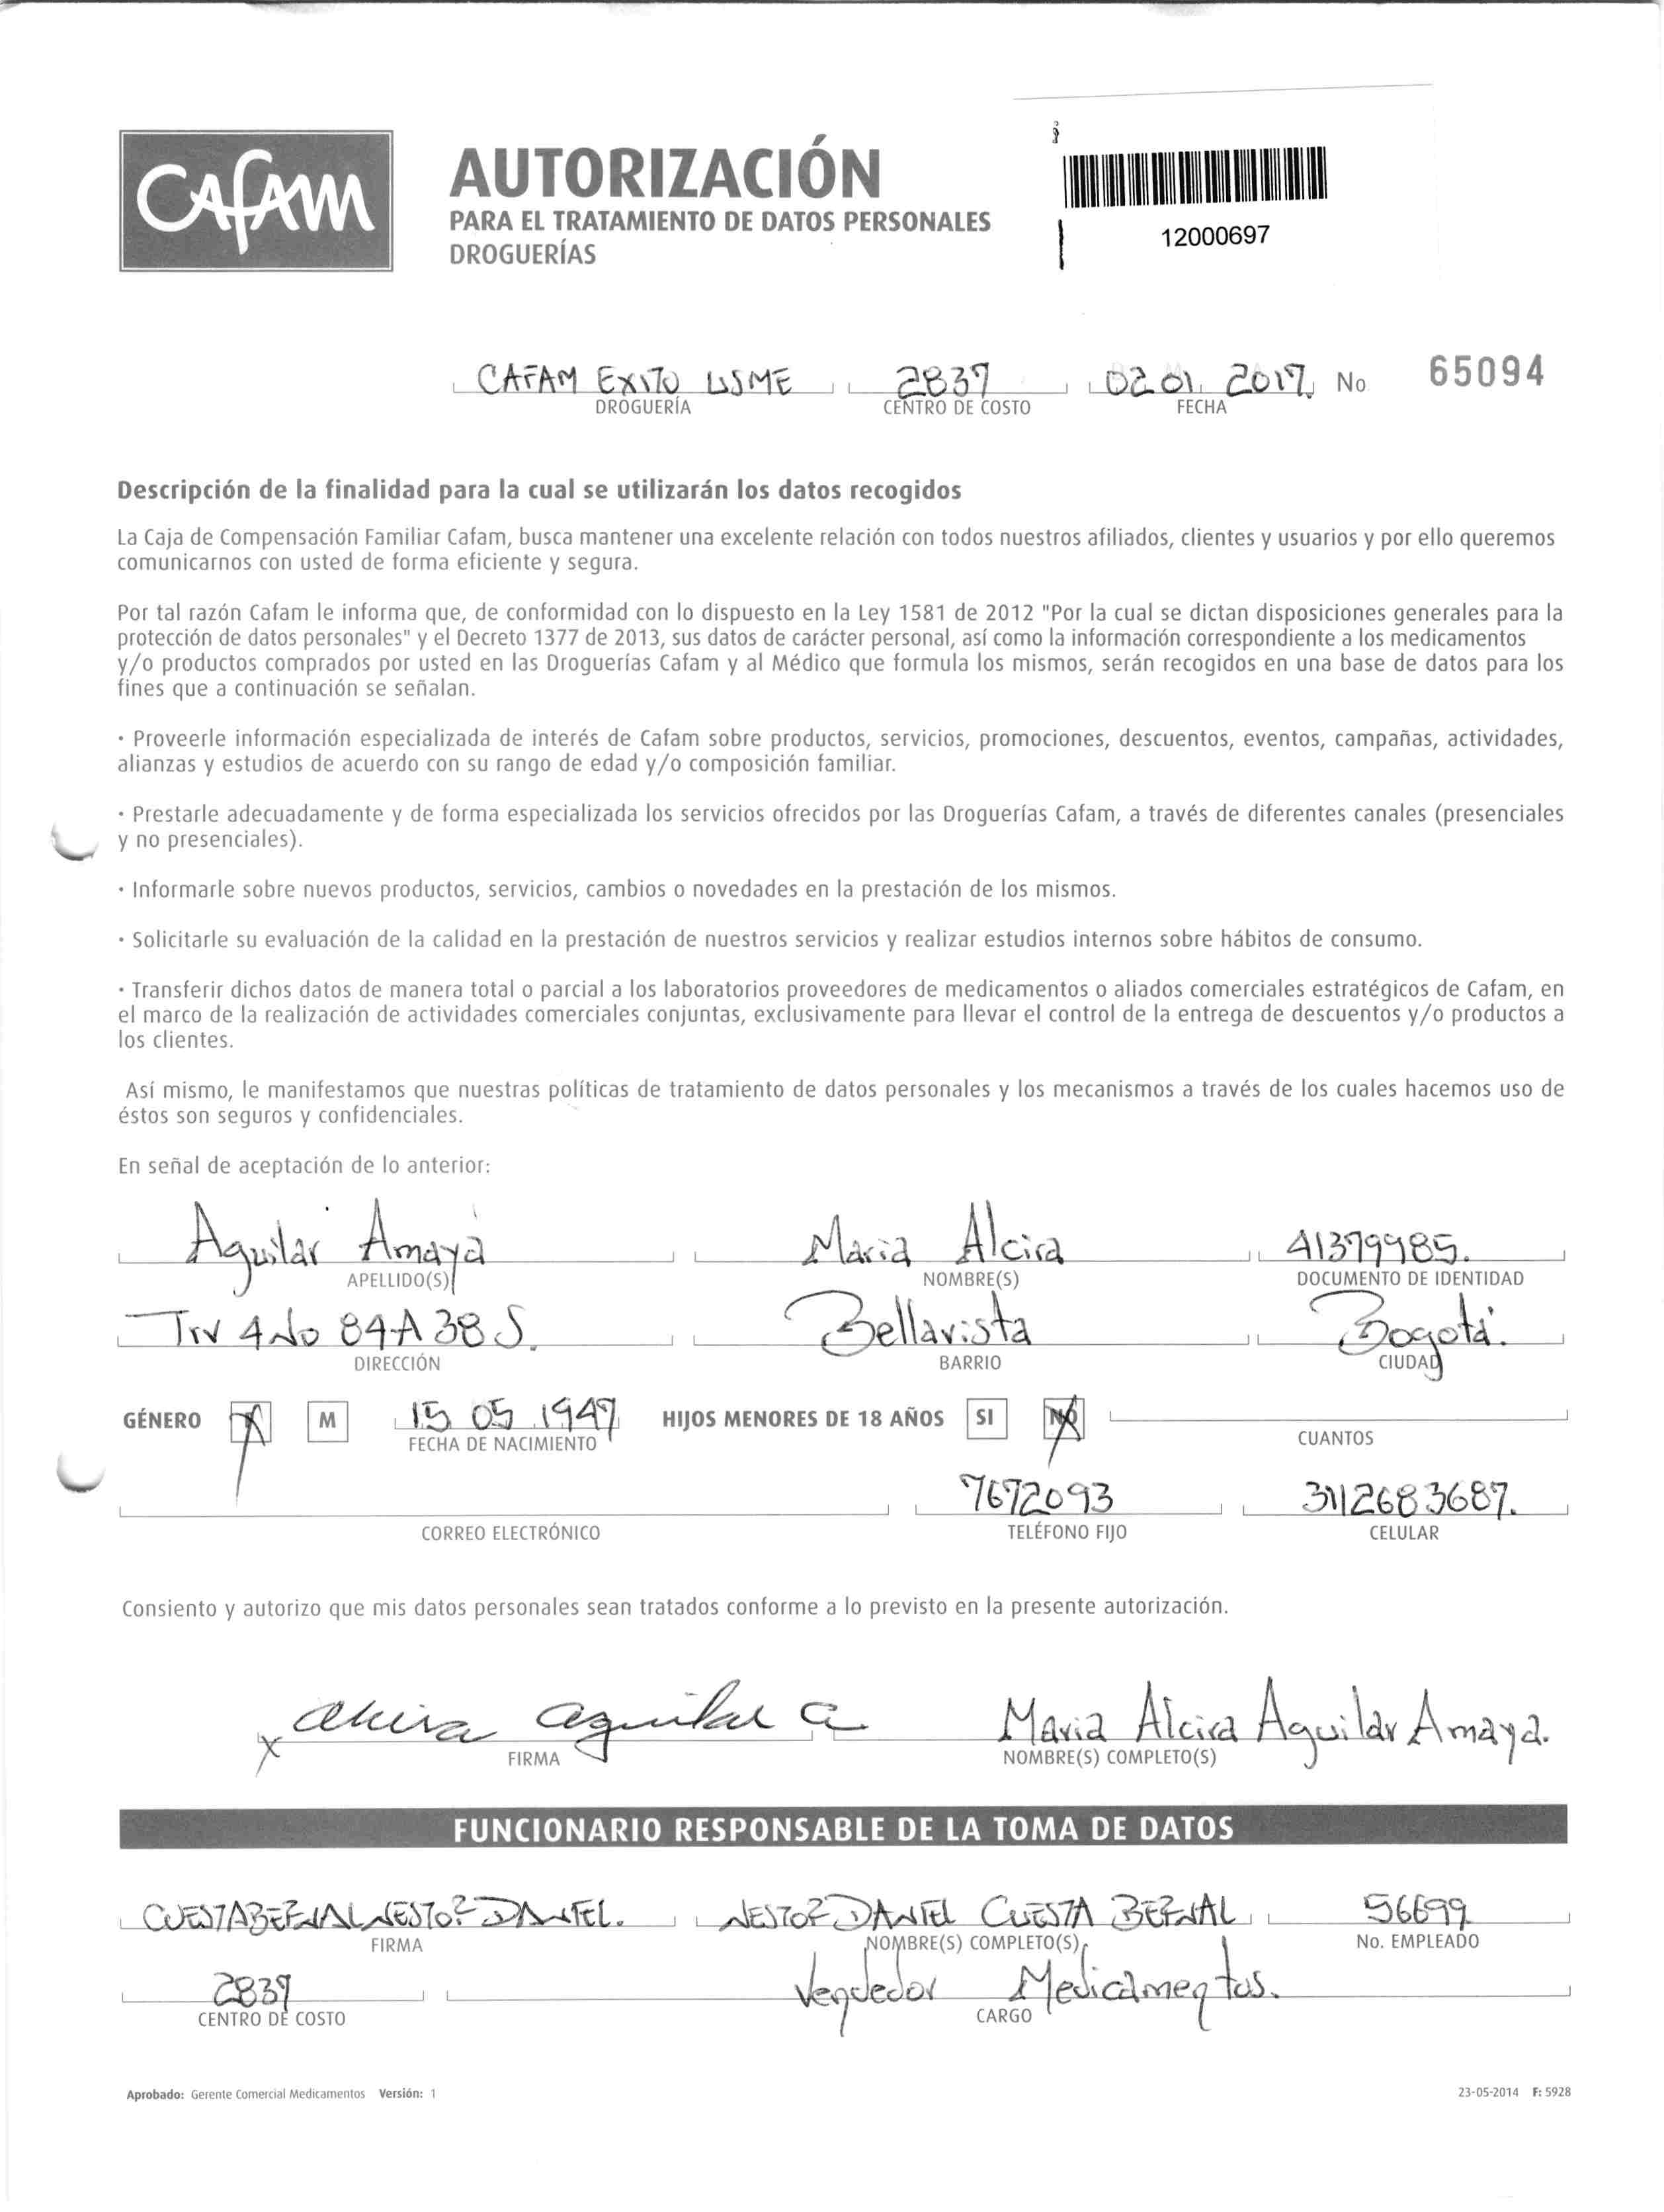 CAFAM
AUTORIZACIÓN
PARA EL TRATAMIENTO DE DATOS PERSONALES
DROGUERÍAS
12000697
CAFAM EXITO USME 2837 02 01 2017 No 65094
DROGUERÍA CENTRO DE COSTO FECHA
Descripción de la finalidad para la cual se utilizarán los datos recogidos
La Caja de Compensación Familiar Cafam, busca mantener una excelente relación con todos nuestros afiliados, clientes y usuarios y por ello queremos
comunicarnos con usted de forma eficiente y segura.
Por tal razón Cafam le informa que, de conformidad con lo dispuesto en la Ley 1581 de 2012 "Por la cual se dictan disposiciones generales para la
protección de datos personales" y el Decreto 1377 de 2013, sus datos de carácter personal, así como la información correspondiente a los medicamentos
y/o productos comprados por usted en las Droguerías Cafam y al Médico que formula los mismos, serán recogidos en una base de datos para los
fines que a continuación se señalan.
· Proveerle información especializada de interés de Cafam sobre productos, servicios, promociones, descuentos, eventos, campañas, actividades,
alianzas y estudios de acuerdo con su rango de edad y/o composición familiar.
· Prestarle adecuadamente y de forma especializada los servicios ofrecidos por las Droguerías Cafam, a través de diferentes canales (presenciales
y no presenciales).
· Informarle sobre nuevos productos, servicios, cambios o novedades en la prestación de los mismos.
· Solicitarle su evaluación de la calidad en la prestación de nuestros servicios y realizar estudios internos sobre hábitos de consumo.
· Transferir dichos datos de manera total o parcial a los laboratorios proveedores de medicamentos o aliados comerciales estratégicos de Cafam, en
el marco de la realización de actividades comerciales conjuntas, exclusivamente para llevar el control de la entrega de descuentos y/o productos a
los clientes.
Así mismo, le manifestamos que nuestras políticas de tratamiento de datos personales y los mecanismos a través de los cuales hacemos uso de
éstos son seguros y confidenciales.
En señal de aceptación de lo anterior:
Aguilar Amaya Maria Alcira 41379985.
APELLIDO(S) NOMBRE(S) DOCUMENTO DE IDENTIDAD
Trv 4 No 84A 38 S. Bellavista Bogotá.
DIRECCIÓN BARRIO CIUDAD
GÉNERO F M 15 05 1947 HIJOS MENORES DE 18 AÑOS SI NO
FECHA DE NACIMIENTO CUANTOS
7672093 3112683687.
CORREO ELECTRÓNICO TELÉFONO FIJO CELULAR
Consiento y autorizo que mis datos personales sean tratados conforme a lo previsto en la presente autorización.
x alcira aguilar a Maria Alcira Aguilar Amaya.
FIRMA NOMBRE(S) COMPLETO(S)
FUNCIONARIO RESPONSABLE DE LA TOMA DE DATOS
CUESTA BERNAL NESTOR DANIEL. NESTOR DANIEL CUESTA BERNAL 56699
FIRMA NOMBRE(S) COMPLETO(S) No. EMPLEADO
2837 Vendedor Medicamentos.
CENTRO DE COSTO CARGO
Aprobado: Gerente Comercial Medicamentos Versión: 1 23-05-2014 F: 5928